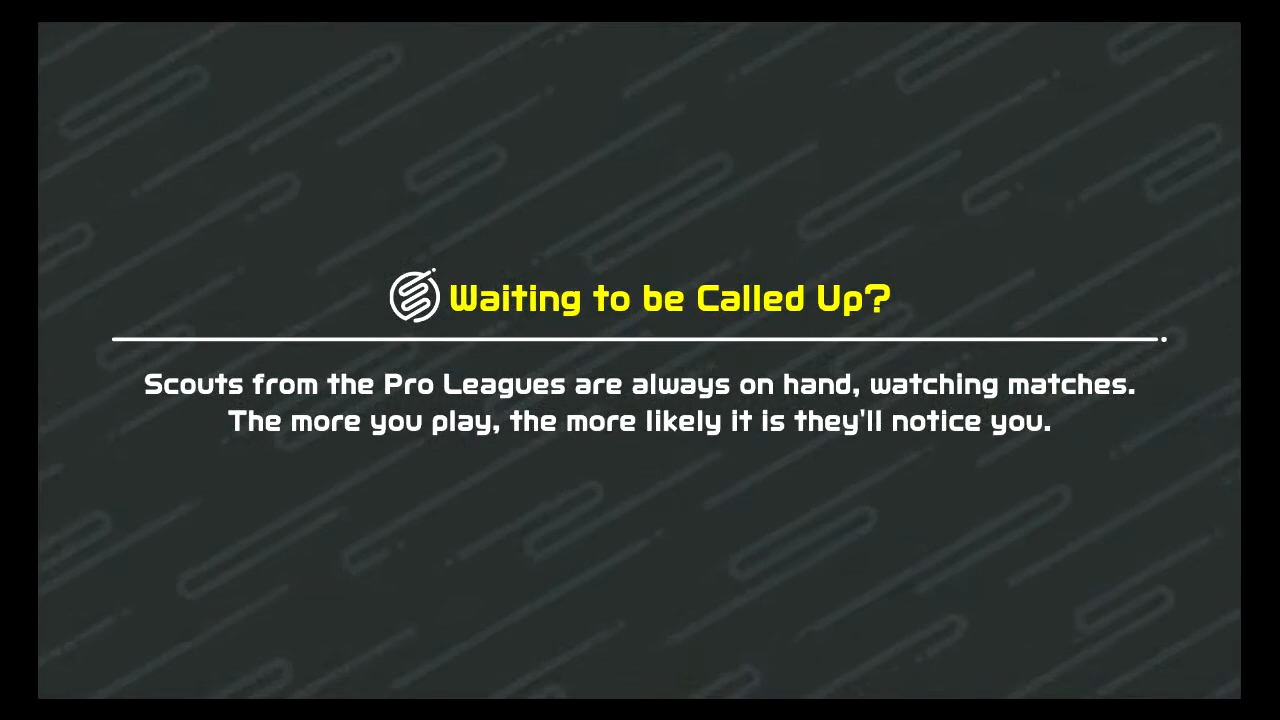 Waiting to be Called Up?
Scouts from the Pro Leagues are always on hand, watching matches.
The more you play, the more likely it is they'll notice you.